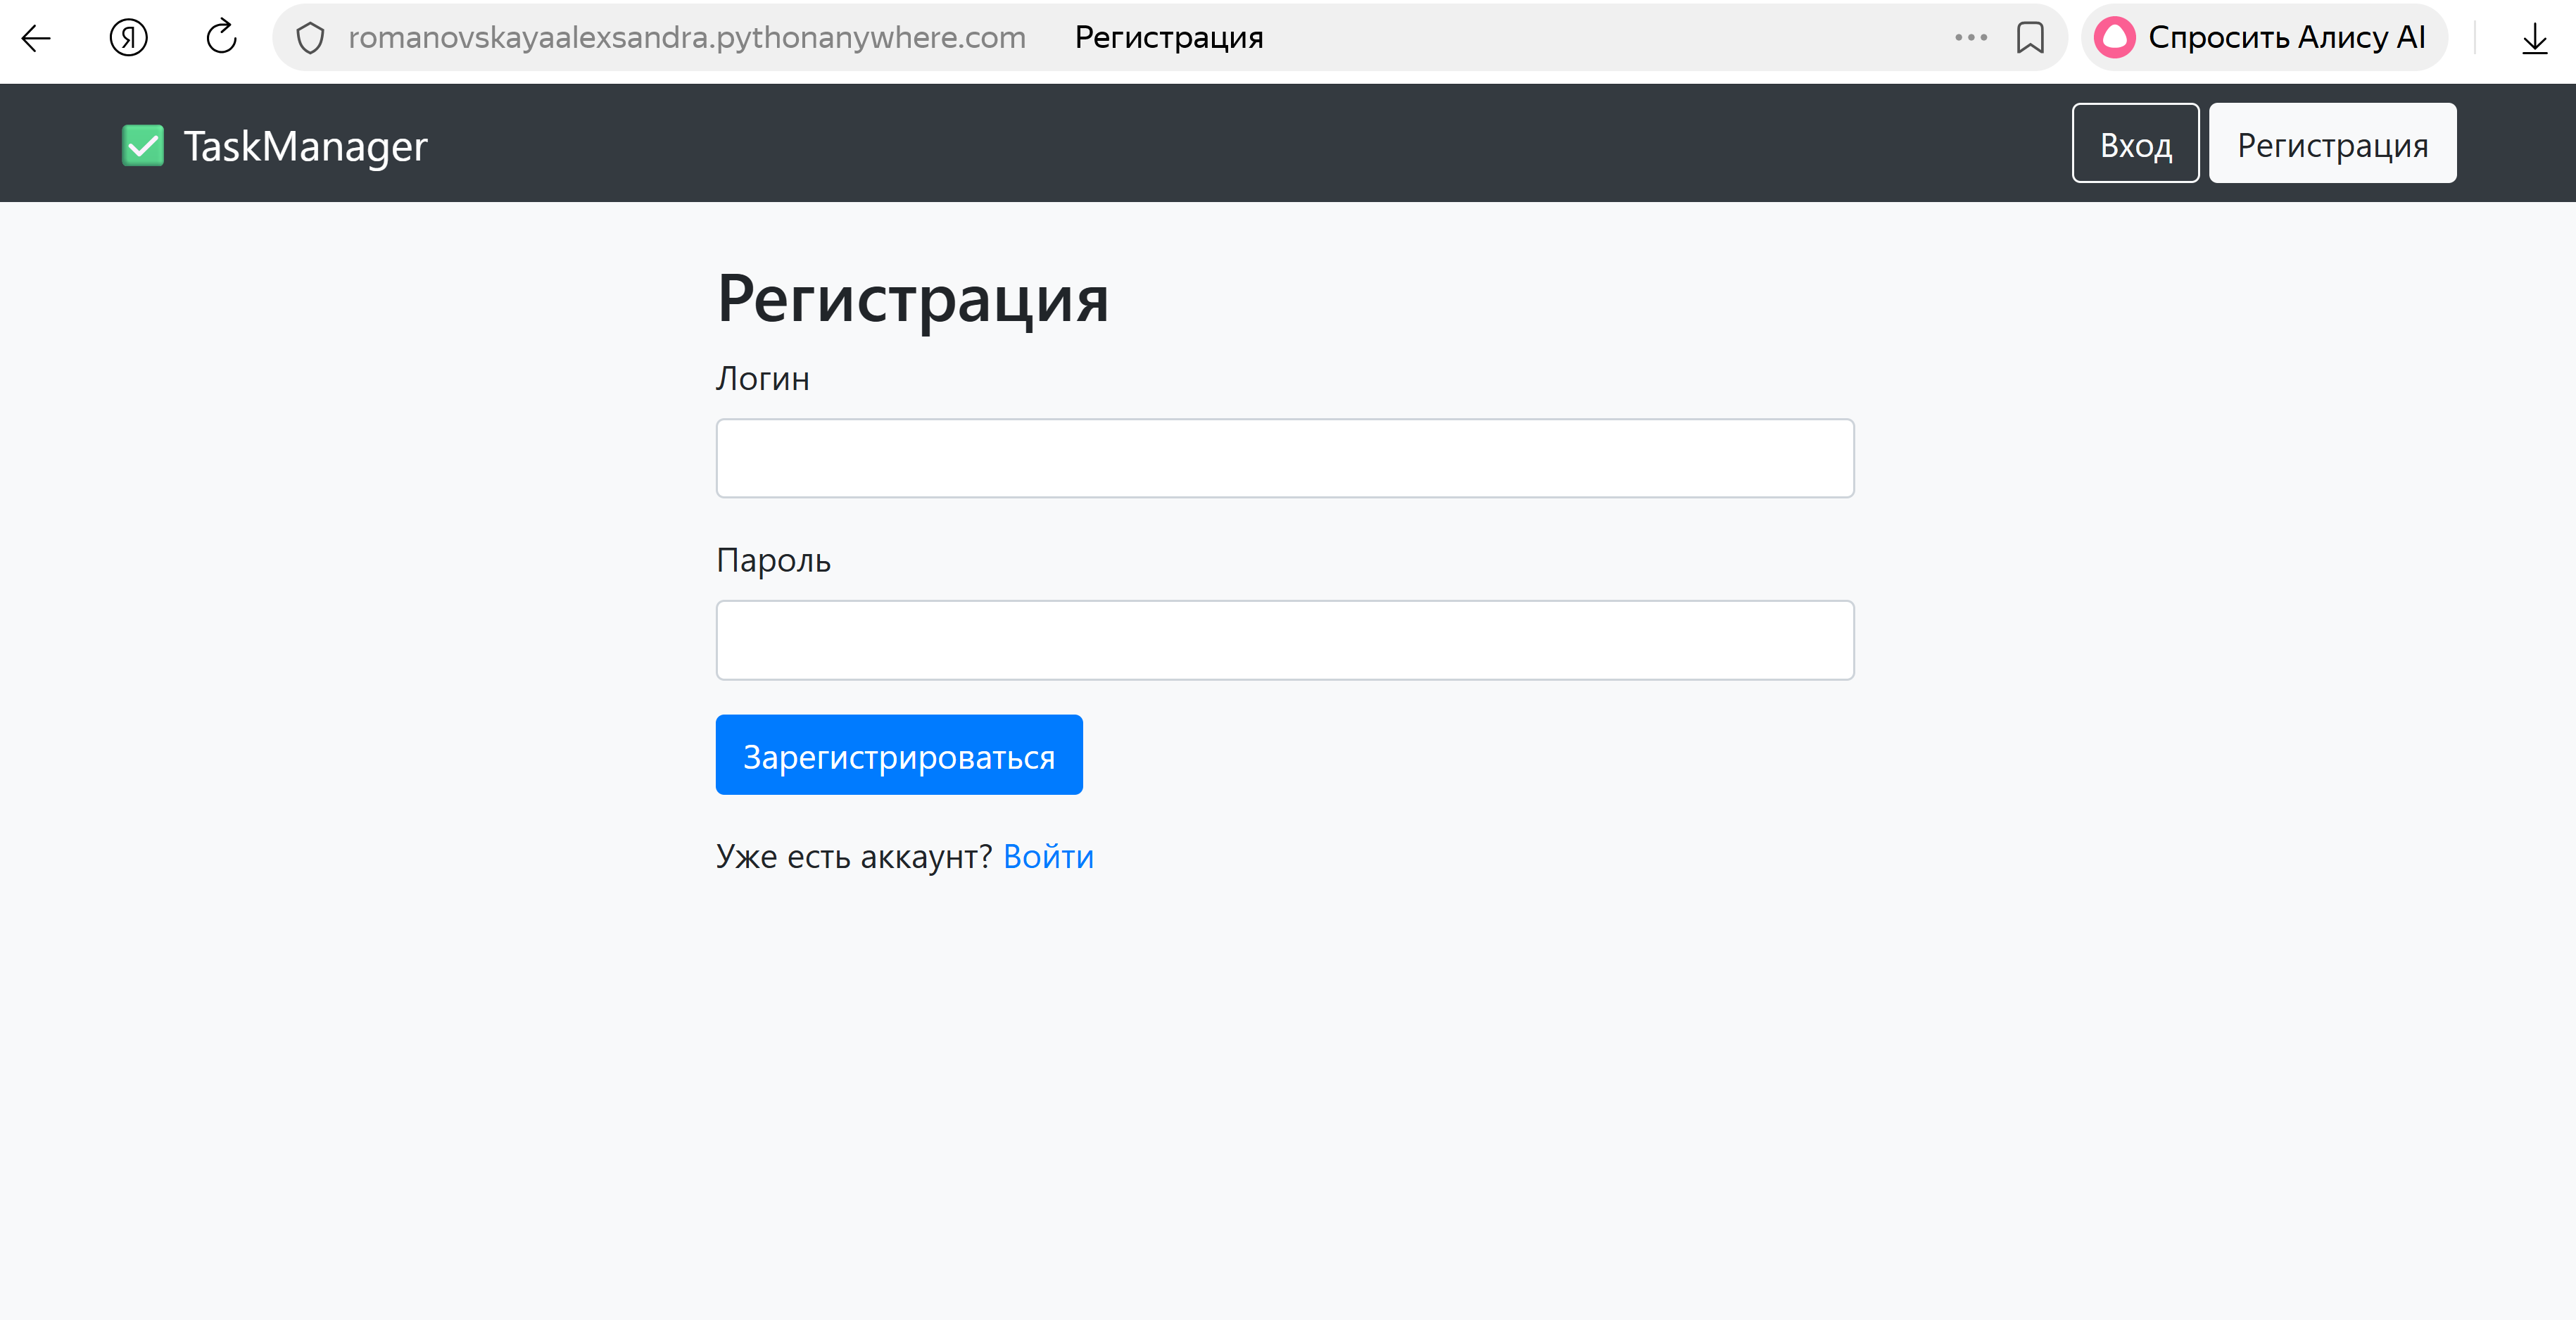 romanovskayaalexsandra.pythonanywhere.com Регистрация ••• Спросить Алису AI
TaskManager Вход Регистрация
Регистрация
Логин
Пароль
Зарегистрироваться
Уже есть аккаунт? Войти